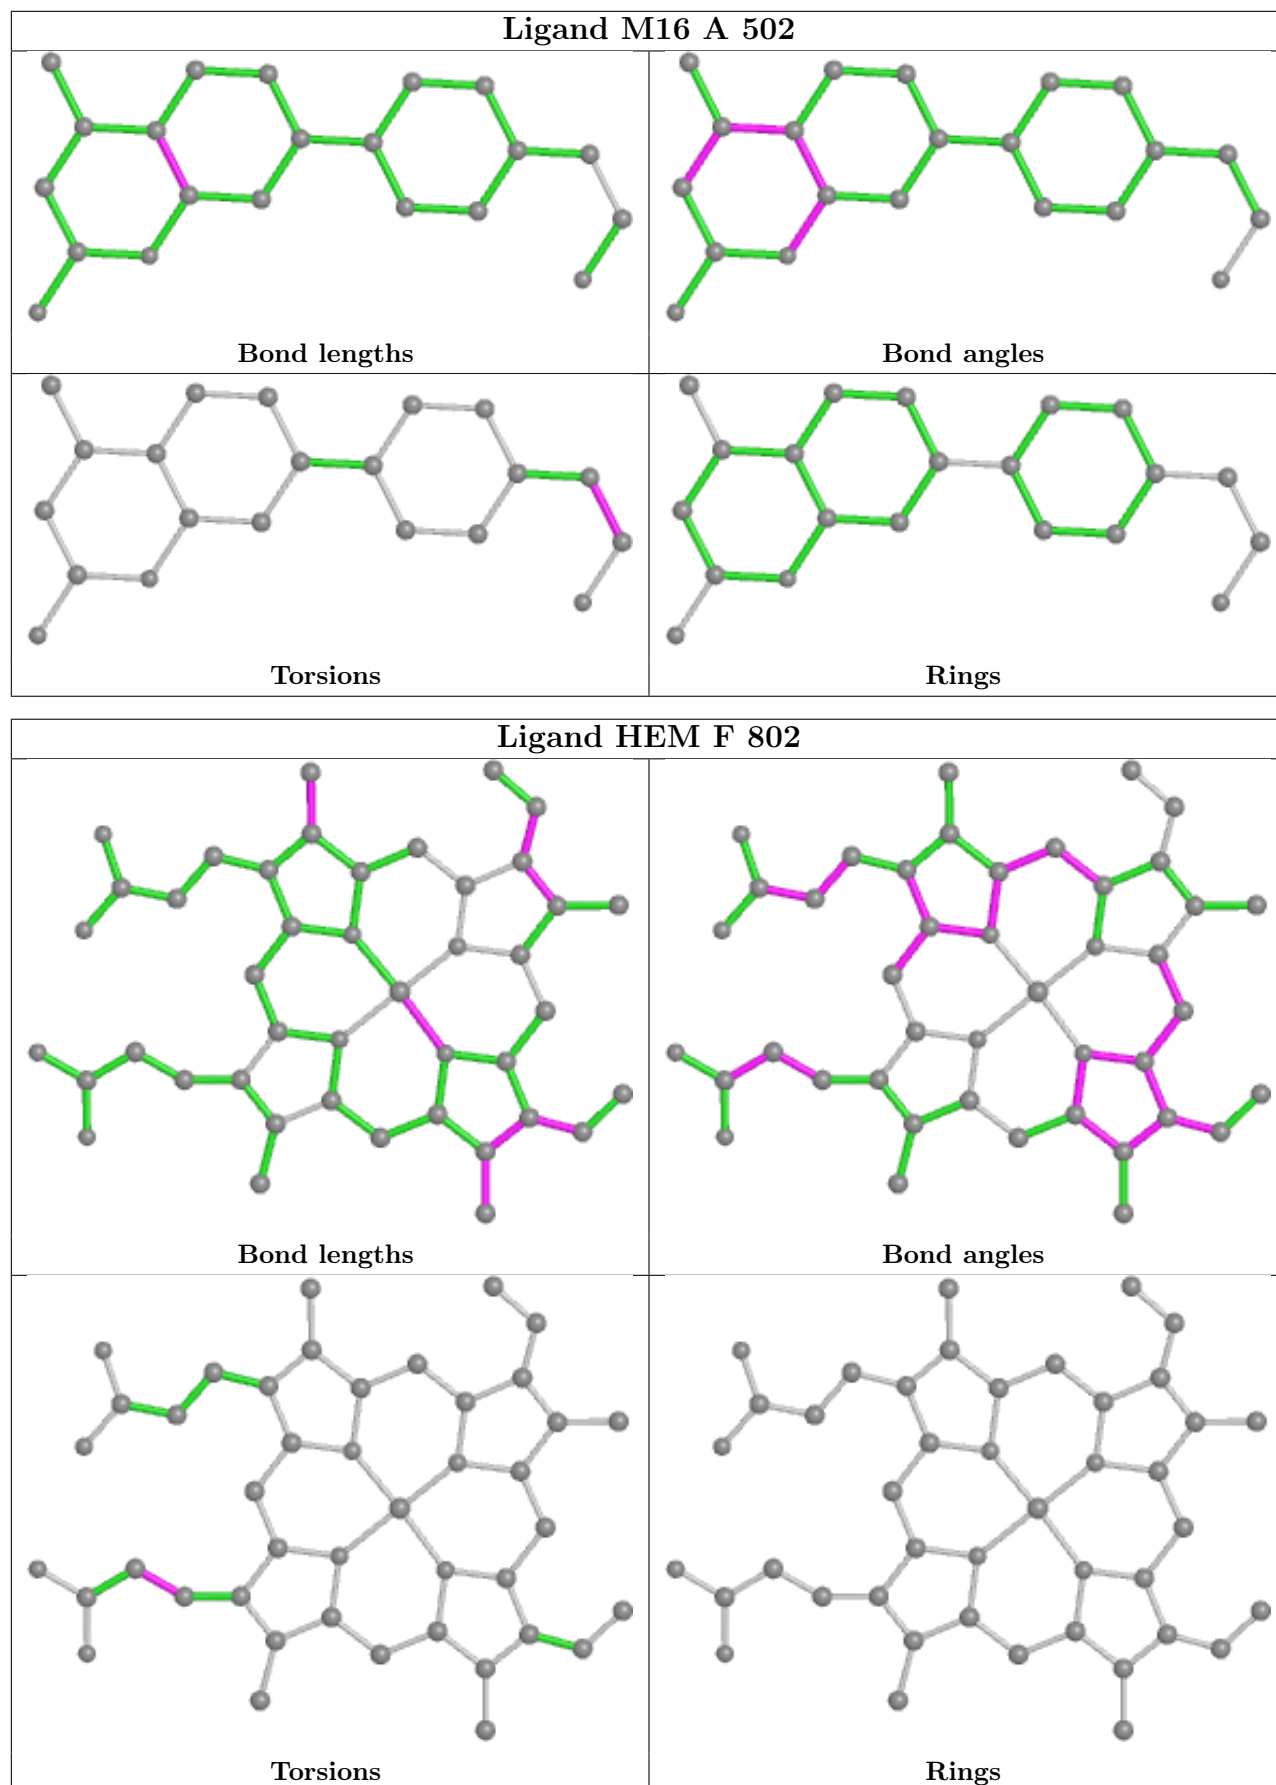 Ligand M16 A 502
Bond lengths
Bond angles
Torsions
Rings
Ligand HEM F 802
Bond lengths
Bond angles
Torsions
Rings